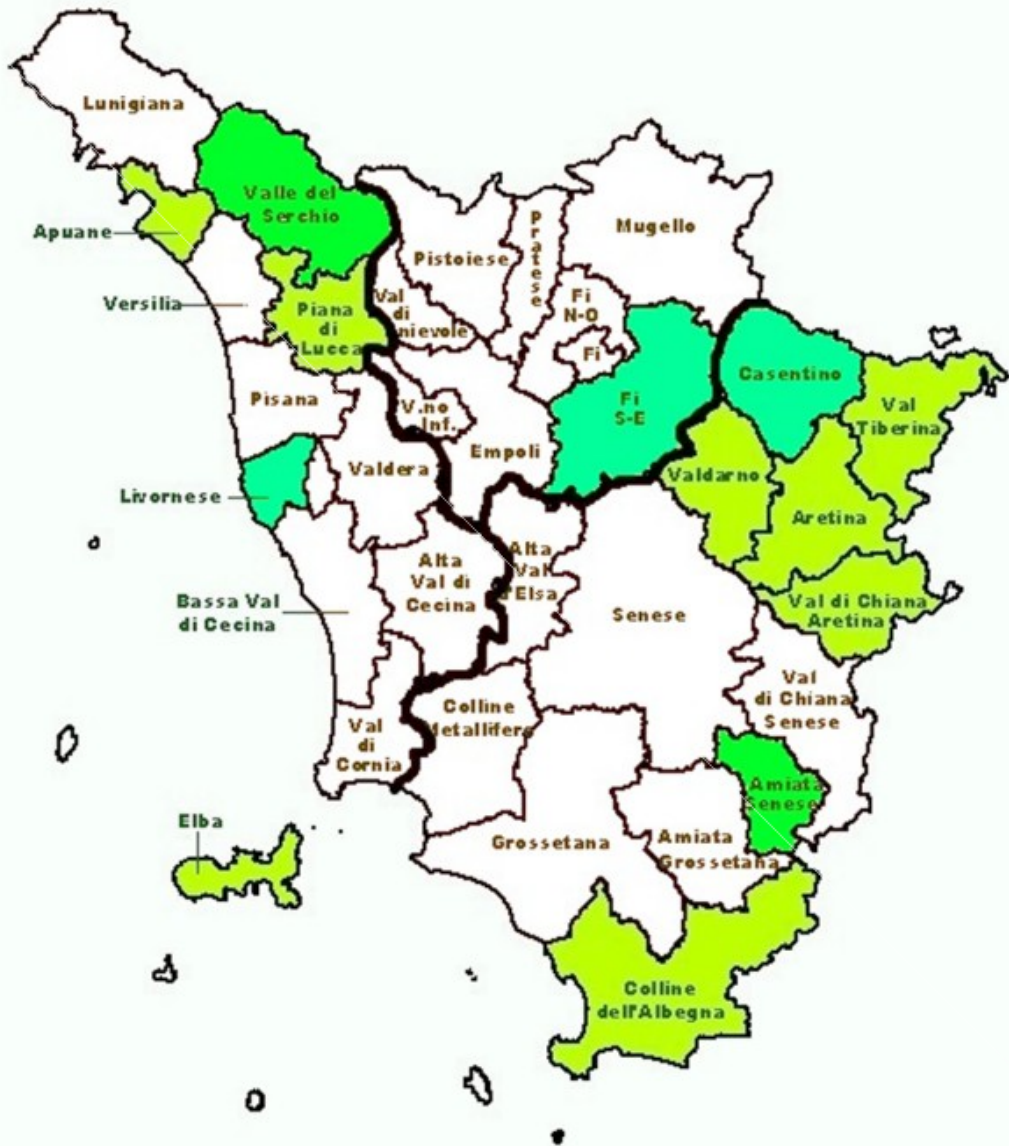 Lunigiana
Valle del
Serchio
Apuane
Mugello
Pratese
Pistoiese
Versilia
Fi
N-O
Piana
di
Lucca
Val
di
nievole
Fi
Casentino
Pisana
V.no
Inf.
Fi
S-E
Val
Tiberina
Empoli
Valdera
Valdarno
Livornese
Aretina
Alta
Val di
Cecina
Alta
Val
d'Elsa
Bassa Val
di Cecina
Senese
Val di Chiana
Aretina
Val
di Chiana
Senese
Colline
Metallifere
Val
di
Cornia
Amiata
Senese
Elba
Grossetana
Amiata
Grossetana
Colline
dell'Albegna